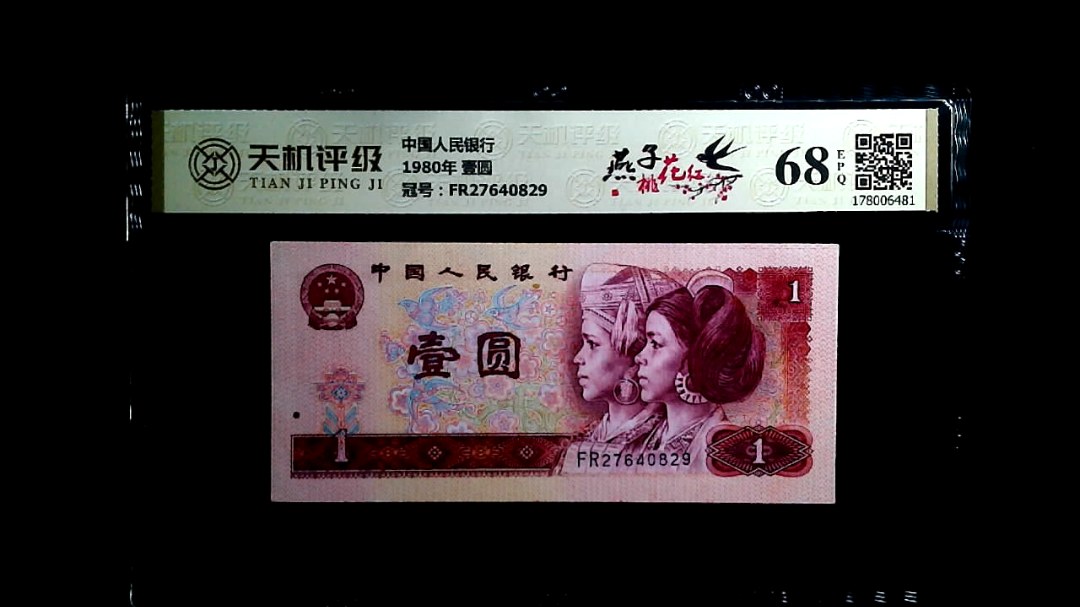 天机评级
TIAN JI PING JI
中国人民银行
1980年 壹圆
冠号：FR27640829
燕子
桃花红
68
EPQ
178006481
中国人民银行
1
壹圆
1
FR27640829
1